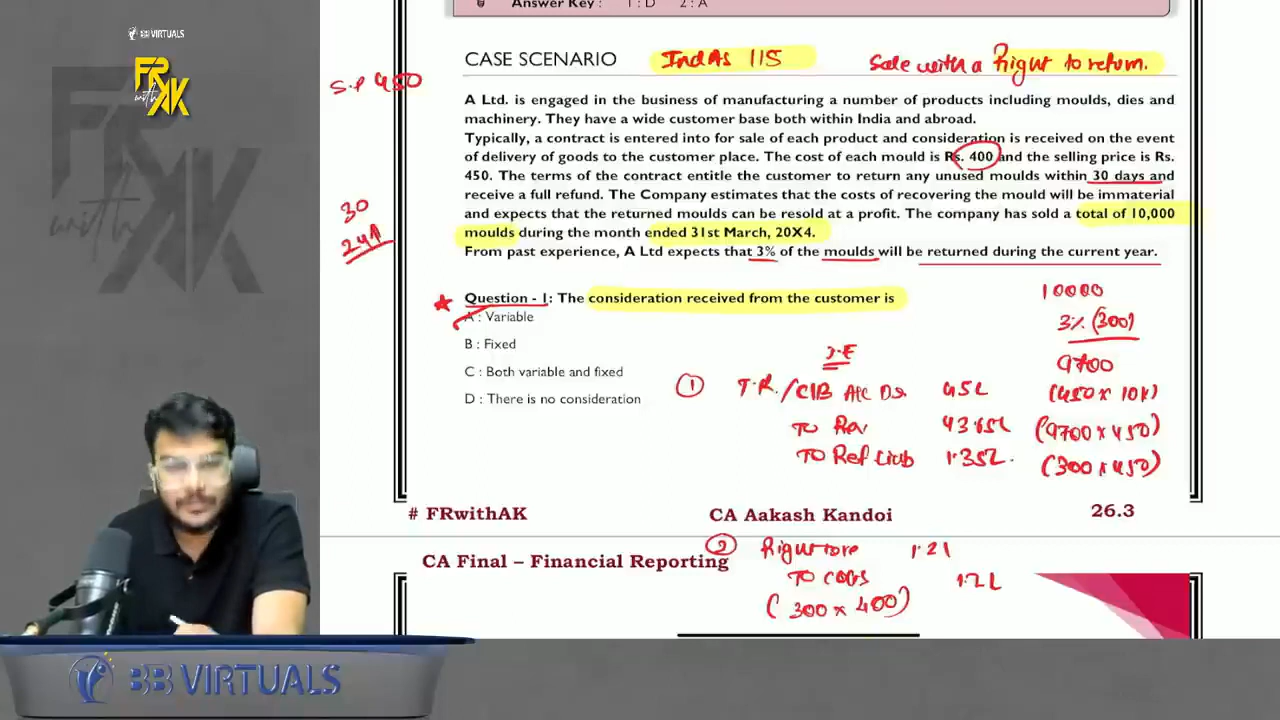 Answer Key : 1 : D 2 : A
BB VIRTUALS
FR with AK
CASE SCENARIO Ind As 115 Sale with a Right to return.
S.P 450
A Ltd. is engaged in the business of manufacturing a number of products including moulds, dies and
machinery. They have a wide customer base both within India and abroad.
Typically, a contract is entered into for sale of each product and consideration is received on the event
of delivery of goods to the customer place. The cost of each mould is Rs. 400 and the selling price is Rs.
450. The terms of the contract entitle the customer to return any unused moulds within 30 days and
receive a full refund. The Company estimates that the costs of recovering the mould will be immaterial
and expects that the returned moulds can be resold at a profit. The company has sold a total of 10,000
moulds during the month ended 31st March, 20X4.
From past experience, A Ltd expects that 3% of the moulds will be returned during the current year.
30
Question - 1: The consideration received from the customer is
A : Variable
B : Fixed
C : Both variable and fixed
D : There is no consideration
10000
3% (300)
9700
J.E
1 T.R./CIB A/c Dr. 45L (450 x 10K)
To Rev 43.65L (9700 x 450)
To Ref Liab 1.35L. (300 x 450)
# FRwithAK CA Aakash Kandoi 26.3
CA Final – Financial Reporting
2 Right to re 1.2L
To COGS 1.2L
(300 x 400)
BB VIRTUALS